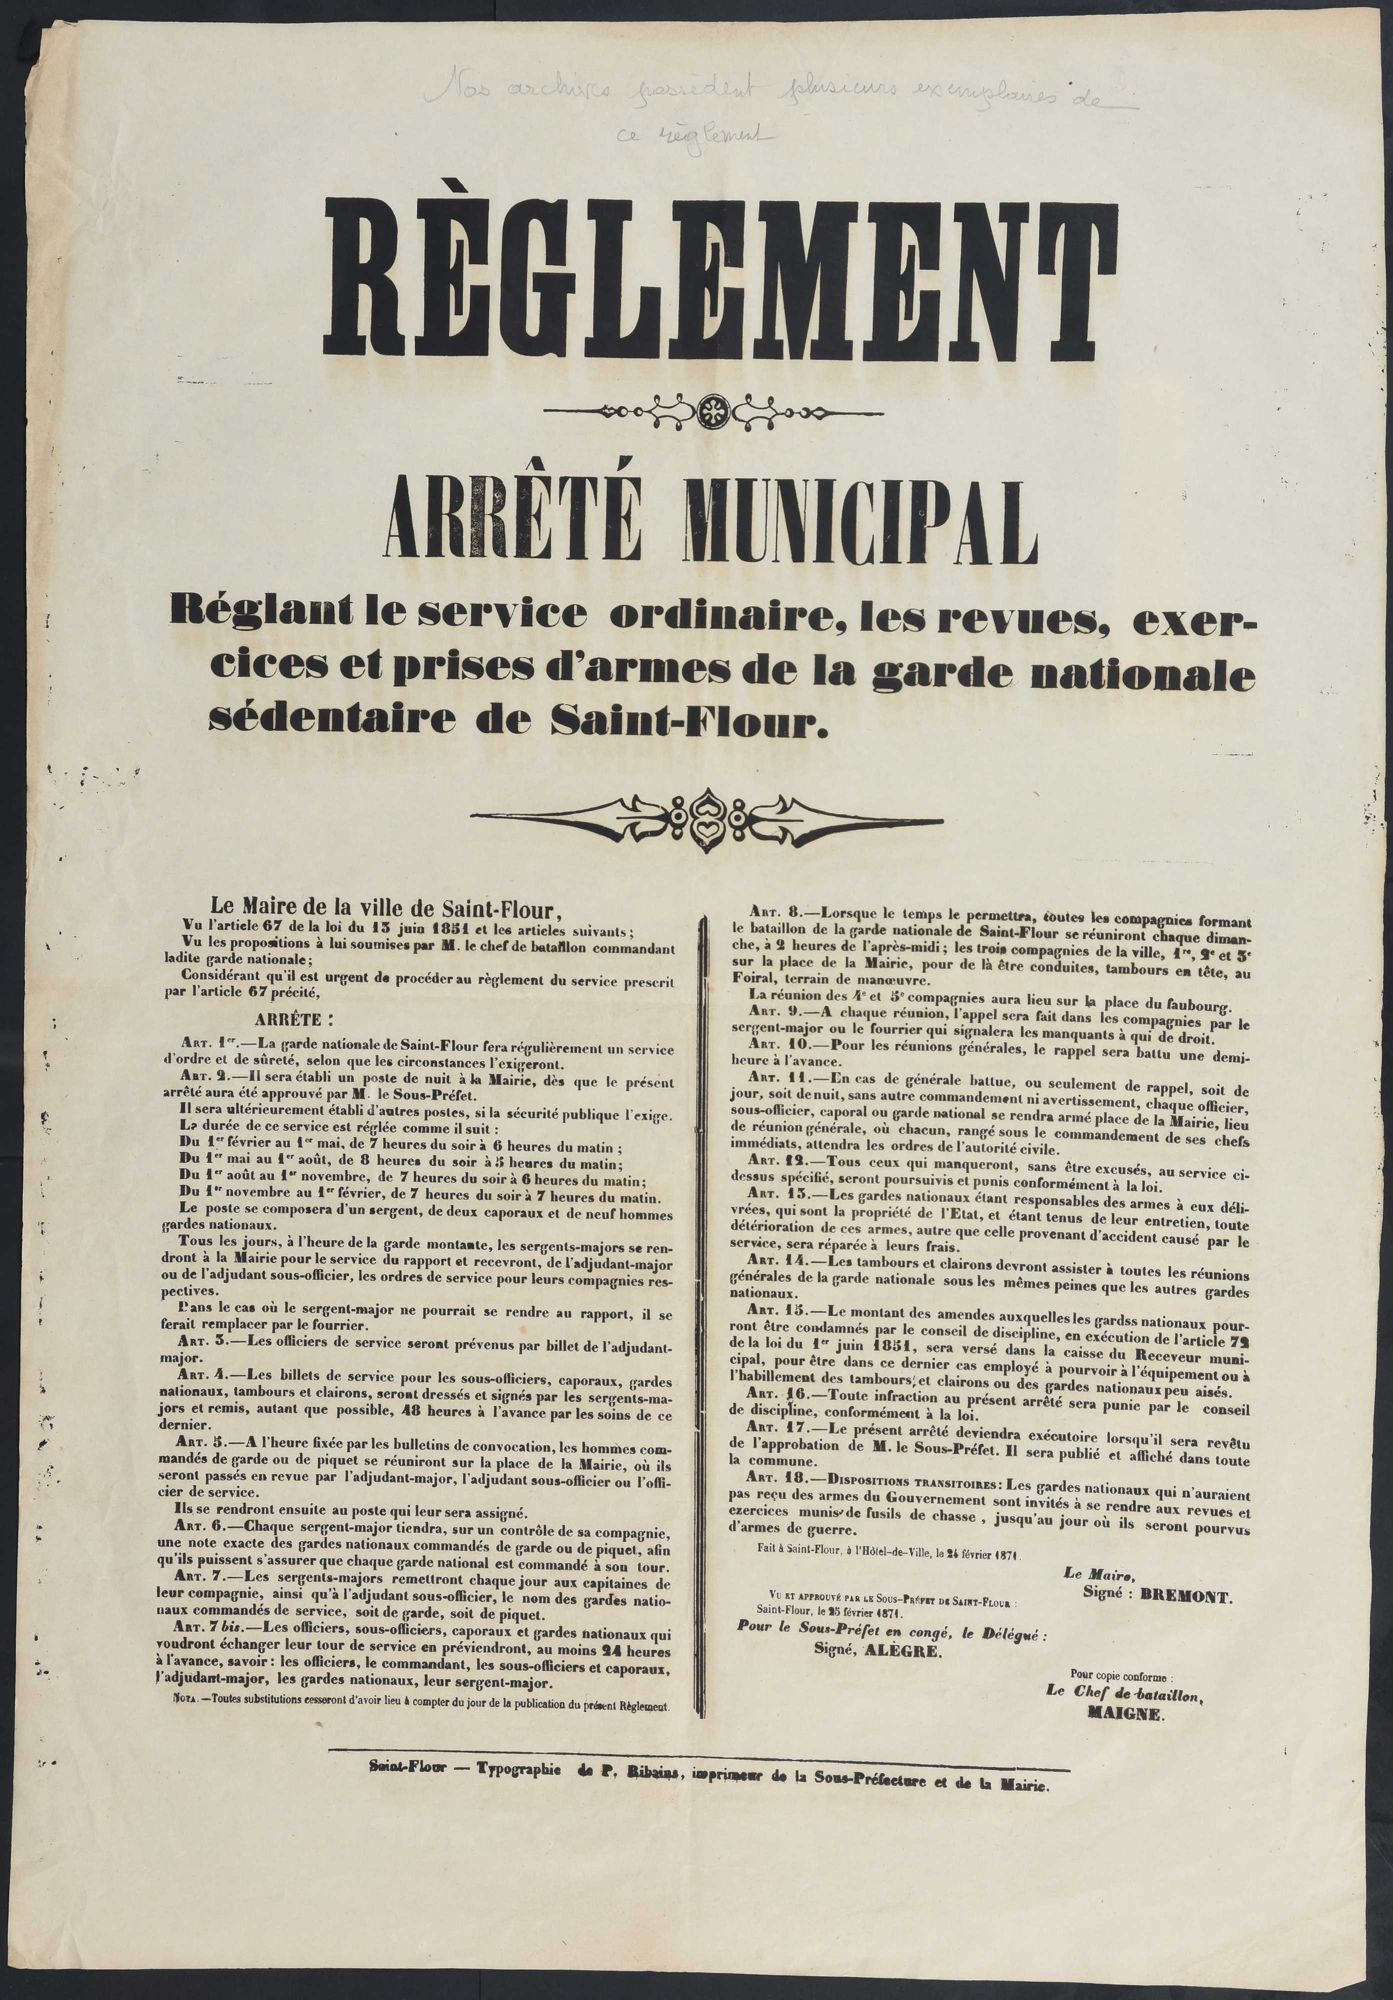 Nos archives possèdent plusieurs exemplaires de
ce règlement
RÈGLEMENT
ARRÊTÉ MUNICIPAL
Réglant le service ordinaire, les revues, exer-
cices et prises d'armes de la garde nationale
sédentaire de Saint-Flour.
Le Maire de la ville de Saint-Flour,
Vu l'article 67 de la loi du 13 juin 1851 et les articles suivants;
Vu les propositions à lui soumises par M. le chef de bataillon commandant
ladite garde nationale;
Considérant qu'il est urgent de procéder au règlement du service prescrit
par l'article 67 précité,
ARRÊTE :
ART. 1er.—La garde nationale de Saint-Flour fera régulièrement un service
d'ordre et de sûreté, selon que les circonstances l'exigeront.
ART. 2.—Il sera établi un poste de nuit à la Mairie, dès que le présent
arrêté aura été approuvé par M. le Sous-Préfet.
Il sera ultérieurement établi d'autres postes, si la sécurité publique l'exige.
La durée de ce service est réglée comme il suit :
Du 1er février au 1er mai, de 7 heures du soir à 6 heures du matin ;
Du 1er mai au 1er août, de 8 heures du soir à 5 heures du matin;
Du 1er août au 1er novembre, de 7 heures du soir à 6 heures du matin;
Du 1er novembre au 1er février, de 7 heures du soir à 7 heures du matin.
Le poste se composera d'un sergent, de deux caporaux et de neuf hommes
gardes nationaux.
Tous les jours, à l'heure de la garde montante, les sergents-majors se ren-
dront à la Mairie pour le service du rapport et recevront, de l'adjudant-major
ou de l'adjudant sous-officier, les ordres de service pour leurs compagnies res-
pectives.
Dans le cas où le sergent-major ne pourrait se rendre au rapport, il se
ferait remplacer par le fourrier.
ART. 3.—Les officiers de service seront prévenus par billet de l'adjudant-
major.
ART. 4.—Les billets de service pour les sous-officiers, caporaux, gardes
nationaux, tambours et clairons, seront dressés et signés par les sergents-ma-
jors et remis, autant que possible, 48 heures à l'avance par les soins de ce
dernier.
ART. 5.—A l'heure fixée par les bulletins de convocation, les hommes com-
mandés de garde ou de piquet se réuniront sur la place de la Mairie, où ils
seront passés en revue par l'adjudant-major, l'adjudant sous-officier ou l'offi-
cier de service.
Ils se rendront ensuite au poste qui leur sera assigné.
ART. 6.—Chaque sergent-major tiendra, sur un contrôle de sa compagnie,
une note exacte des gardes nationaux commandés de garde ou de piquet, afin
qu'ils puissent s'assurer que chaque garde national est commandé à son tour.
ART. 7.—Les sergents-majors remettront chaque jour aux capitaines de
leur compagnie, ainsi qu'à l'adjudant sous-officier, le nom des gardes natio-
naux commandés de service, soit de garde, soit de piquet.
ART. 7 bis.—Les officiers, sous-officiers, caporaux et gardes nationaux qui
voudront échanger leur tour de service en préviendront, au moins 24 heures
à l'avance, savoir : les officiers, le commandant, les sous-officiers et caporaux,
l'adjudant-major, les gardes nationaux, leur sergent-major.
NOTA.—Toutes substitutions cesseront d'avoir lieu à compter du jour de la publication du présent Règlement.
ART. 8.—Lorsque le temps le permettra, toutes les compagnies formant
le bataillon de la garde nationale de Saint-Flour se réuniront chaque diman-
che, à 2 heures de l'après-midi ; les trois compagnies de la ville, 1re, 2e et 3e
sur la place de la Mairie, pour de là être conduites, tambours en tête, au
Foiral, terrain de manœuvre.
La réunion des 4e et 5e compagnies aura lieu sur la place du faubourg.
ART. 9.—A chaque réunion, l'appel sera fait dans les compagnies par le
sergent-major ou le fourrier qui signalera les manquants à qui de droit.
ART. 10.—Pour les réunions générales, le rappel sera battu une demi-
heure à l'avance.
ART. 11.—En cas de générale battue, ou seulement de rappel, soit de
jour, soit de nuit, sans autre commandement ni avertissement, chaque officier,
sous-officier, caporal ou garde national se rendra armé place de la Mairie, lieu
de réunion générale, où chacun, rangé sous le commandement de ses chefs
immédiats, attendra les ordres de l'autorité civile.
ART. 12.—Tous ceux qui manqueront, sans être excusés, au service ci-
dessus spécifié, seront poursuivis et punis conformément à la loi.
ART. 13.—Les gardes nationaux étant responsables des armes à eux déli-
vrées, qui sont la propriété de l'Etat, et étant tenus de leur entretien, toute
détérioration de ces armes, autre que celle provenant d'accident causé par le
service, sera réparée à leurs frais.
ART. 14.—Les tambours et clairons devront assister à toutes les réunions
générales de la garde nationale sous les mêmes peines que les autres gardes
nationaux.
ART. 15.—Le montant des amendes auxquelles les gardss nationaux pour-
ront être condamnés par le conseil de discipline, en exécution de l'article 72
de la loi du 1er juin 1851, sera versé dans la caisse du Receveur muni-
cipal, pour être dans ce dernier cas employé à pourvoir à l'équipement ou à
l'habillement des tambours, et clairons ou des gardes nationaux peu aisés.
ART. 16.—Toute infraction au présent arrêté sera punie par le conseil
de discipline, conformément à la loi.
ART. 17.—Le présent arrêté deviendra exécutoire lorsqu'il sera revêtu
de l'approbation de M. le Sous-Préfet. Il sera publié et affiché dans toute
la commune.
ART. 18.—DISPOSITIONS TRANSITOIRES: Les gardes nationaux qui n'auraient
pas reçu des armes du Gouvernement sont invités à se rendre aux revues et
exercices munis de fusils de chasse, jusqu'au jour où ils seront pourvus
d'armes de guerre.
Fait à Saint-Flour, à l'Hôtel-de-Ville, le 24 février 1871.
Le Maire,
Signé : BREMONT.
VU ET APPROUVÉ PAR LE SOUS-PRÉFET DE SAINT-FLOUR :
Saint-Flour, le 25 février 1871.
Pour le Sous-Préfet en congé, le Délégué :
Signé, ALÈGRE.
Pour copie conforme :
Le Chef de bataillon,
MAIGNE.
Saint-Flour — Typographie de P. Ribains, imprimeur de la Sous-Préfecture et de la Mairie.